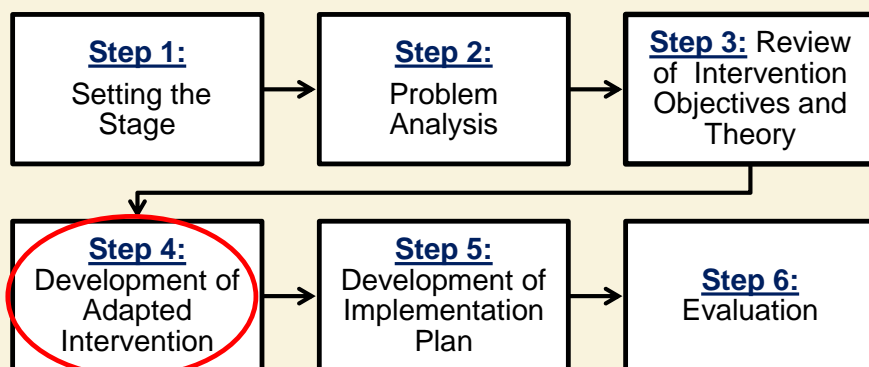 Step 1:
Setting the
Stage
Step 2:
Problem
Analysis
Step 3: Review
of Intervention
Objectives and
Theory
Step 4:
Development of
Adapted
Intervention
Step 5:
Development of
Implementation
Plan
Step 6:
Evaluation